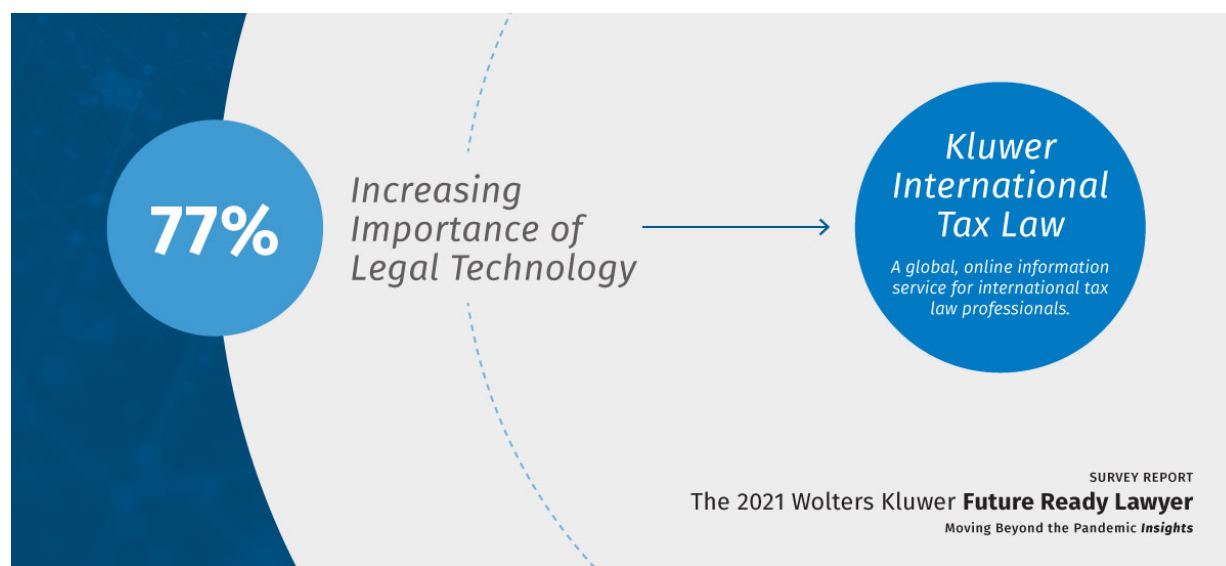 77%
Increasing
Importance of
Legal Technology
Kluwer
International
Tax Law
A global, online information
service for international tax
law professionals.
SURVEY REPORT
The 2021 Wolters Kluwer Future Ready Lawyer
Moving Beyond the Pandemic Insights